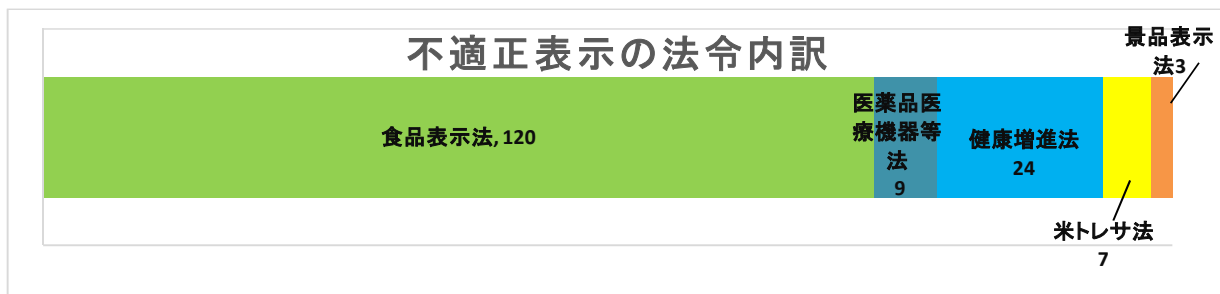 不適正表示の法令内訳
景品表示
法3
食品表示法, 120
医薬品医
療機器等
法
9
健康増進法
24
米トレサ法
7